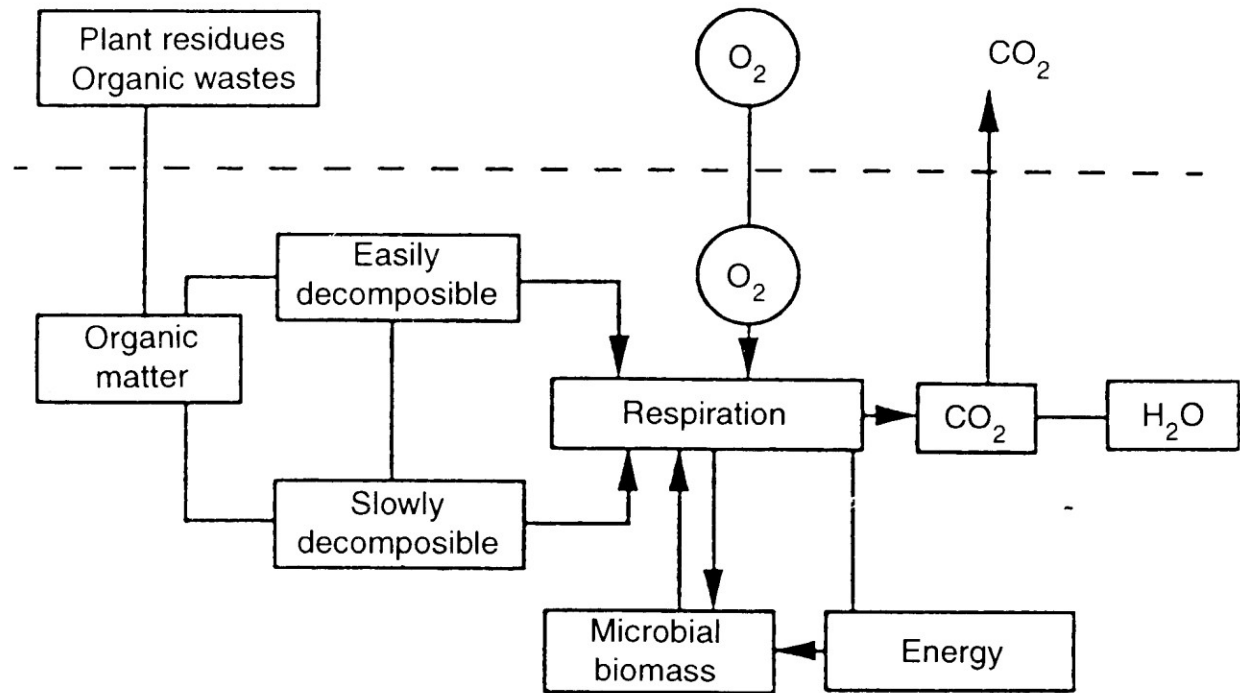 Plant residues
Organic wastes
O₂
CO₂
Easily
decomposible
O₂
Organic
matter
Respiration
CO₂
H₂O
Slowly
decomposible
Microbial
biomass
Energy